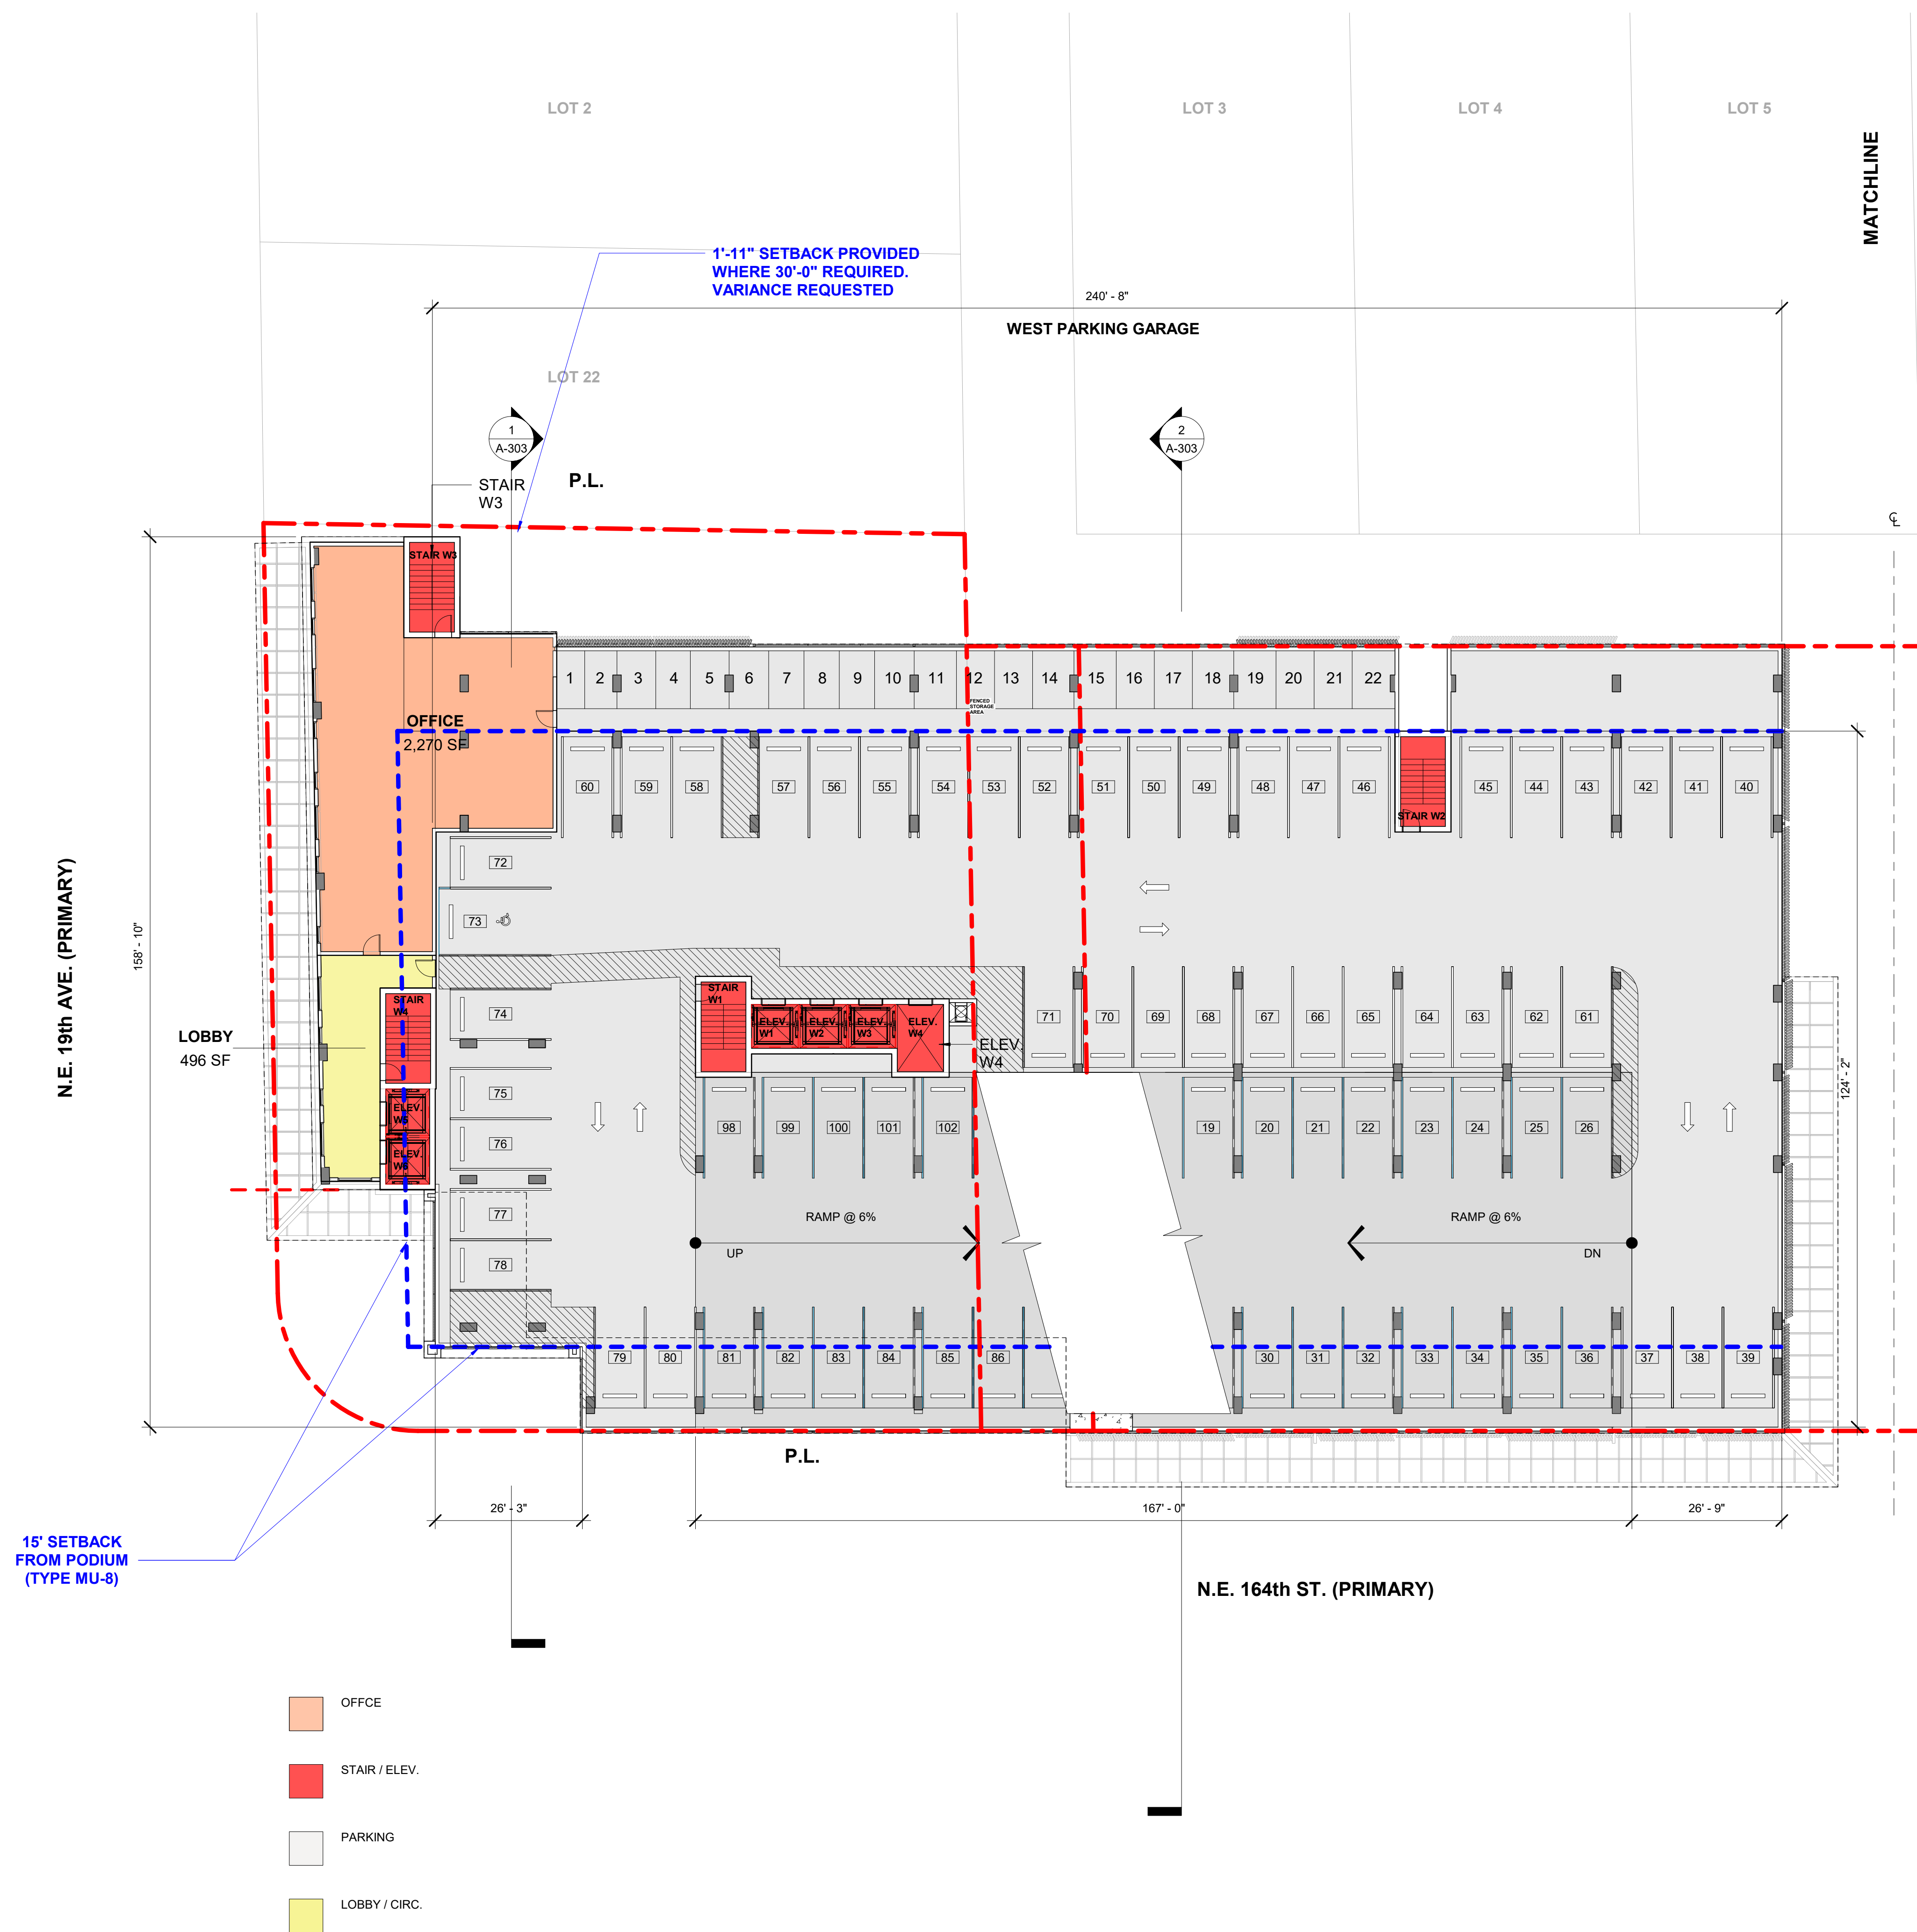 LOT 2
LOT 3
LOT 4
LOT 5
MATCHLINE
1'-11" SETBACK PROVIDED
WHERE 30'-0" REQUIRED.
VARIANCE REQUESTED
240' - 8"
WEST PARKING GARAGE
LOT 22
1
A-303
2
A-303
STAIR
W3
P.L.
STAIR W3
1 2 3 4 5 6 7 8 9 10 11 12 13 14 15 16 17 18 19 20 21 22
FENCED
STORAGE
AREA
OFFICE
2,270 SF
60 59 58 57 56 55 54 53 52 51 50 49 48 47 46 45 44 43 42 41 40
STAIR W2
72
73
N.E. 19th AVE. (PRIMARY)
158' - 10"
STAIR
W1
STAIR
W4
74
ELEV.
W1
ELEV.
W2
ELEV.
W3
ELEV.
W4
71 70 69 68 67 66 65 64 63 62 61
LOBBY
496 SF
ELEV.
W4
124' - 2"
75
ELEV.
ELEV.
76
98 99 100 101 102 19 20 21 22 23 24 25 26
77
RAMP @ 6%
RAMP @ 6%
UP
DN
78
79 80 81 82 83 84 85 86 30 31 32 33 34 35 36 37 38 39
P.L.
26' - 3"
167' - 0"
26' - 9"
15' SETBACK
FROM PODIUM
(TYPE MU-8)
N.E. 164th ST. (PRIMARY)
OFFCE
STAIR / ELEV.
PARKING
LOBBY / CIRC.